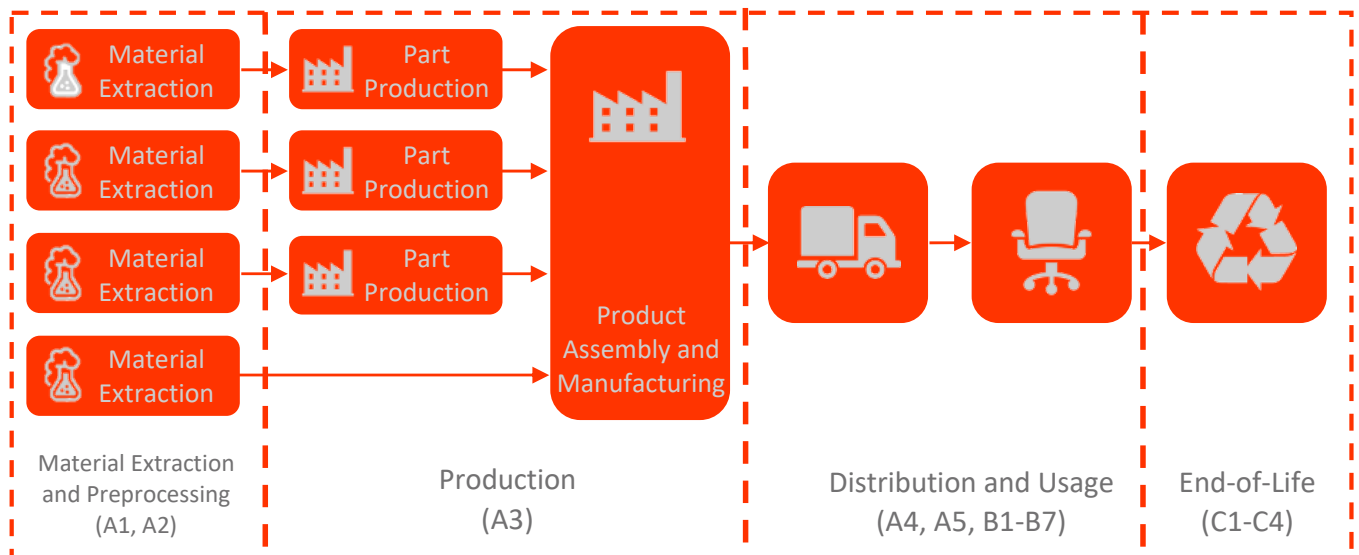 Material
Extraction
Part
Production
Material
Extraction
Part
Production
Material
Extraction
Part
Production
Material
Extraction
Product
Assembly and
Manufacturing
Material Extraction
and Preprocessing
(A1, A2)
Production
(A3)
Distribution and Usage
(A4, A5, B1-B7)
End-of-Life
(C1-C4)